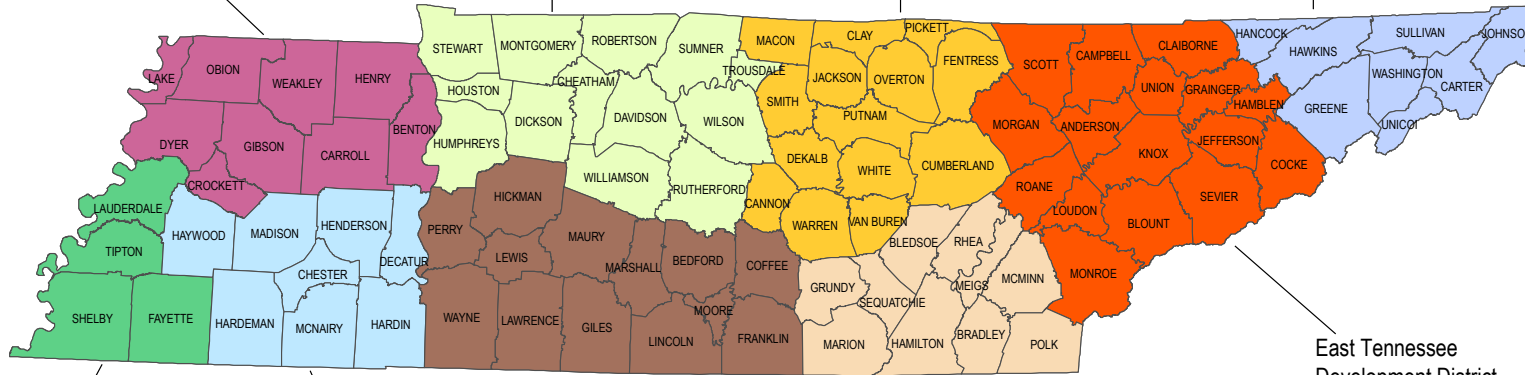 STEWART
MONTGOMERY
ROBERTSON
SUMNER
MACON
CLAY
PICKETT
FENTRESS
SCOTT
CAMPBELL
CLAIBORNE
HANCOCK
HAWKINS
SULLIVAN
JOHNSO
LAKE
OBION
WEAKLEY
HENRY
HOUSTON
CHEATHAM
TROUSDALE
JACKSON
OVERTON
UNION
GRAINGER
HAMBLEN
GREENE
WASHINGTON
CARTER
UNICOI
DYER
GIBSON
CARROLL
BENTON
HUMPHREYS
DICKSON
DAVIDSON
WILSON
SMITH
PUTNAM
MORGAN
ANDERSON
KNOX
JEFFERSON
COCKE
CROCKETT
WILLIAMSON
RUTHERFORD
DEKALB
WHITE
CUMBERLAND
ROANE
LOUDON
BLOUNT
SEVIER
LAUDERDALE
TIPTON
HAYWOOD
MADISON
HENDERSON
DECATUR
CHESTER
PERRY
HICKMAN
LEWIS
MAURY
MARSHALL
BEDFORD
COFFEE
CANNON
WARREN
VAN BUREN
BLEDSOE
RHEA
MEIGS
MCMINN
MONROE
SHELBY
FAYETTE
HARDEMAN
MCNAIRY
HARDIN
WAYNE
LAWRENCE
GILES
LINCOLN
MOORE
FRANKLIN
GRUNDY
SEQUATCHIE
MARION
HAMILTON
BRADLEY
POLK
East Tennessee
Development District